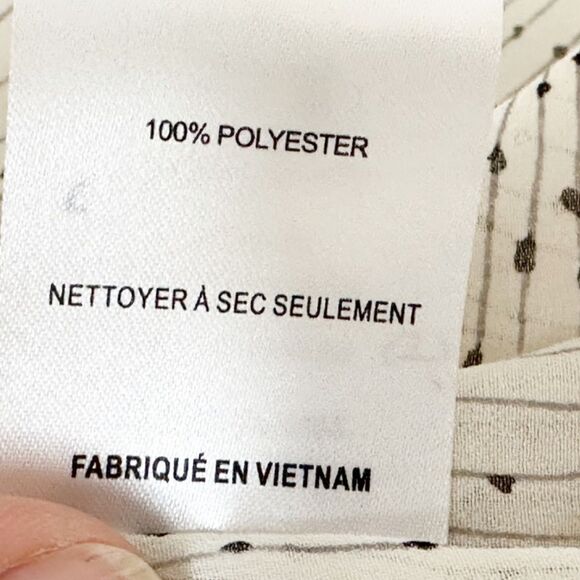 100% POLYESTER
NETTOYER À SEC SEULEMENT
FABRIQUÉ EN VIETNAM